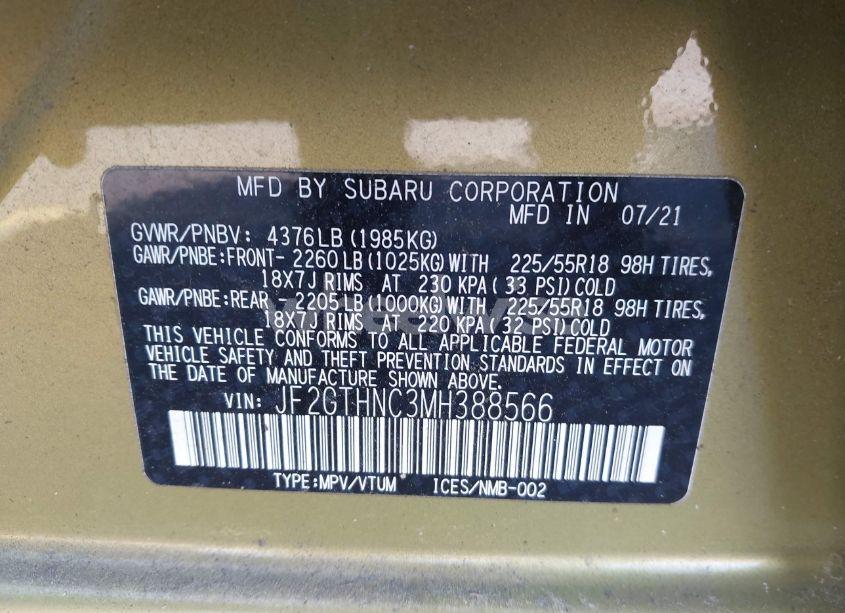 MFD BY SUBARU CORPORATION
MFD IN 07/21
GVWR/PNBV: 4376LB(1985KG)
GAWR/PNBE:FRONT- 2260LB(1025KG)WITH 225/55R18 98H TIRES,
18X7J RIMS AT 230 KPA( 33 PSI)COLD
GAWR/PNBE:REAR - 2205LB(1000KG)WITH 225/55R18 98H TIRES,
18X7J RIMS AT 220 KPA( 32 PSI)COLD
THIS VEHICLE CONFORMS TO ALL APPLICABLE FEDERAL MOTOR
VEHICLE SAFETY AND THEFT PREVENTION STANDARDS IN EFFECT ON
THE DATE OF MANUFACTURE SHOWN ABOVE.
VIN: JF2GTHNC3MH388566
TYPE:MPV/VTUM ICES/NMB-002